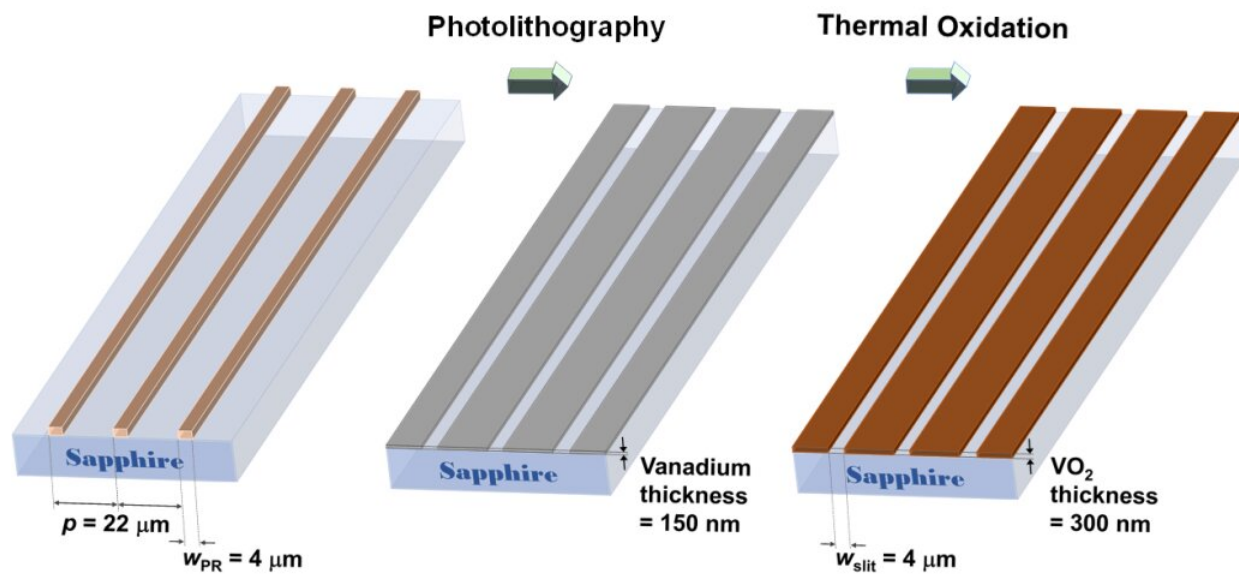 Photolithography
Thermal Oxidation
Sapphire
p = 22 μm
w_PR = 4 μm
Sapphire
Vanadium
thickness
= 150 nm
Sapphire
w_slit = 4 μm
VO₂
thickness
= 300 nm